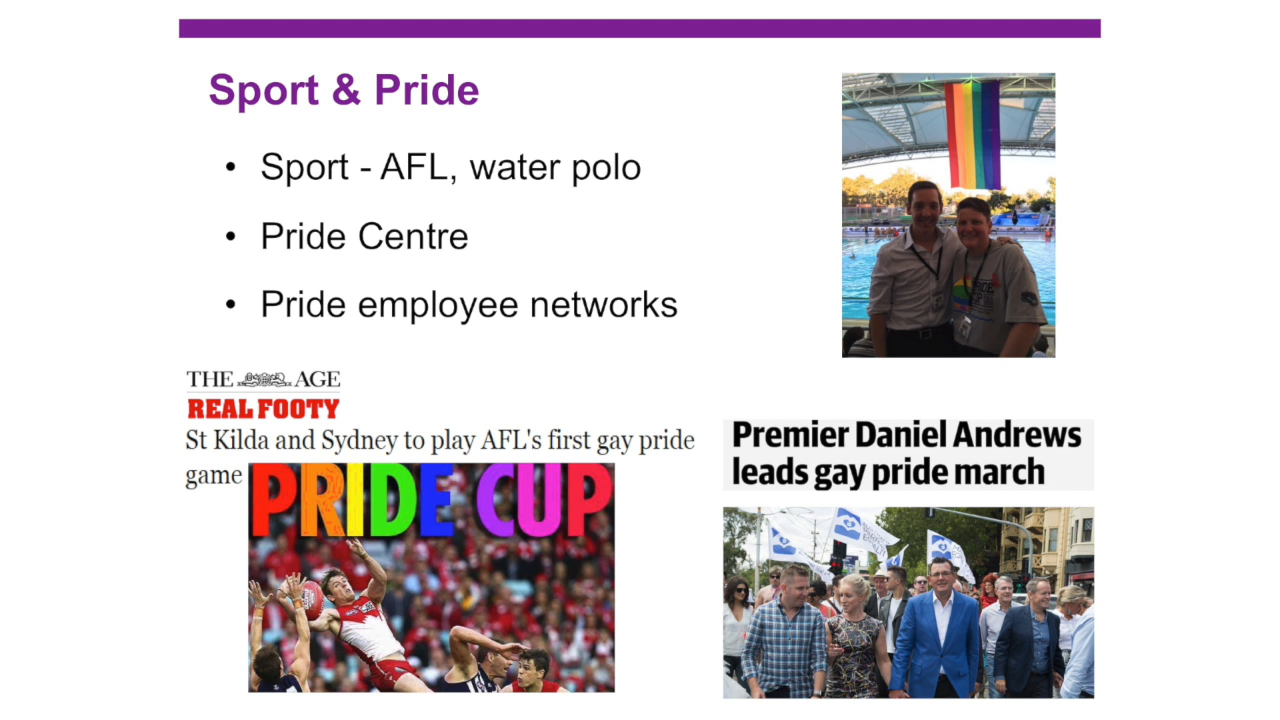 Sport & Pride
• Sport - AFL, water polo
• Pride Centre
• Pride employee networks
THE AGE
REAL FOOTY
St Kilda and Sydney to play AFL's first gay pride
game
PRIDE CUP
Premier Daniel Andrews
leads gay pride march